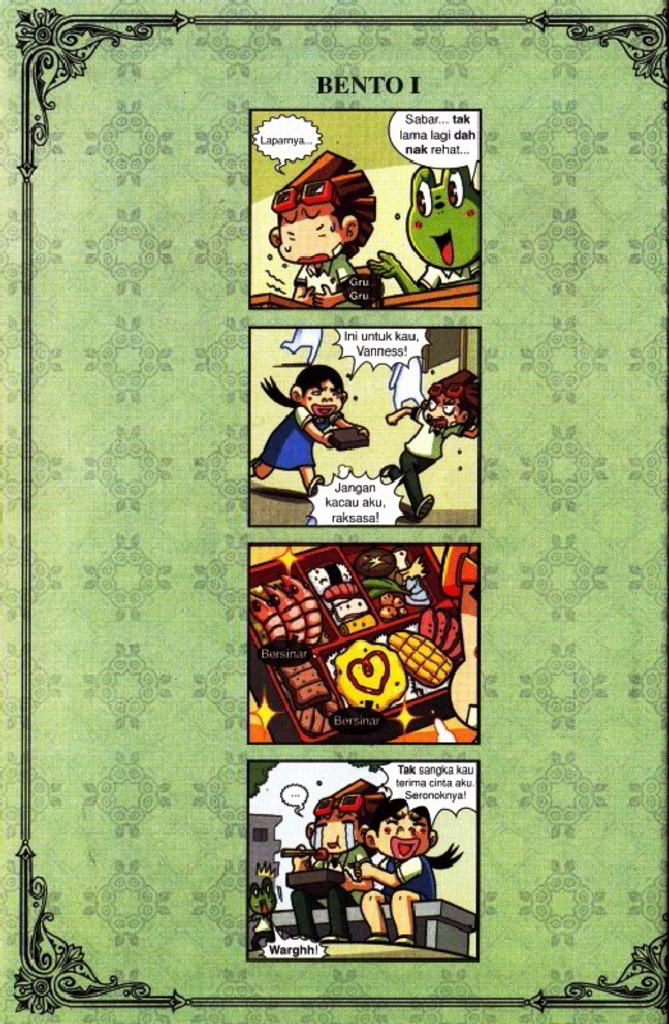 BENTO I
Laparnya...
Sabar... tak
lama lagi dah
nak rehat...
Gru...
Gru...
Ini untuk kau,
Vanness!
Jangan
kacau aku,
raksasa!
Bersinar
Bersinar
...
Tak sangka kau
terima cinta aku.
Seronoknya!
Warghh!